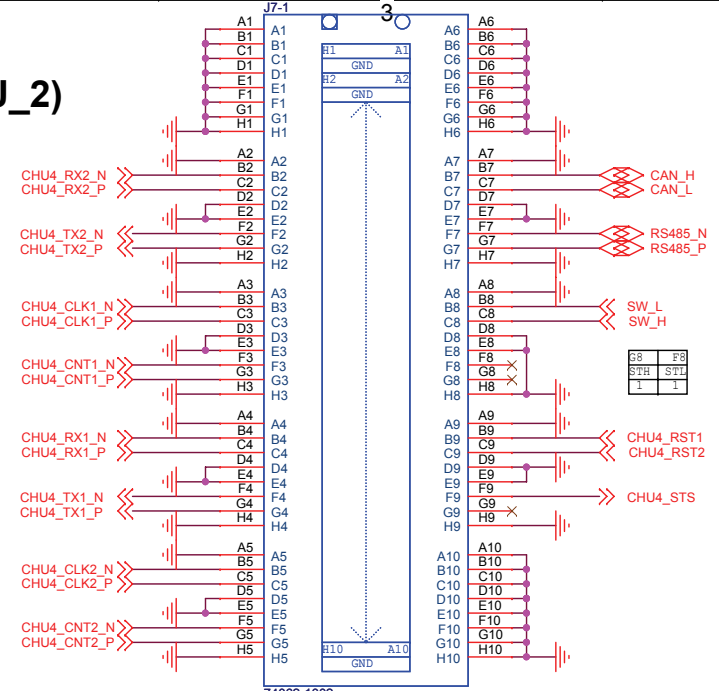 J7-1
3
U_2)
H1 A1
GND
H2 A2
GND
H10 A10
GND
A1 A1
B1 B1
C1 C1
D1 D1
E1 E1
F1 F1
G1 G1
H1 H1
A2 A2
CHU4_RX2_N B2 B2
CHU4_RX2_P C2 C2
D2 D2
E2 E2
CHU4_TX2_N F2 F2
CHU4_TX2_P G2 G2
H2 H2
A3 A3
CHU4_CLK1_N B3 B3
CHU4_CLK1_P C3 C3
D3 D3
E3 E3
CHU4_CNT1_N F3 F3
CHU4_CNT1_P G3 G3
H3 H3
A4 A4
CHU4_RX1_N B4 B4
CHU4_RX1_P C4 C4
D4 D4
E4 E4
CHU4_TX1_N F4 F4
CHU4_TX1_P G4 G4
H4 H4
A5 A5
CHU4_CLK2_N B5 B5
CHU4_CLK2_P C5 C5
D5 D5
E5 E5
CHU4_CNT2_N F5 F5
CHU4_CNT2_P G5 G5
H5 H5
A6 A6
B6 B6
C6 C6
D6 D6
E6 E6
F6 F6
G6 G6
H6 H6
A7 A7
B7 B7 CAN_H
C7 C7 CAN_L
D7 D7
E7 E7
F7 F7 RS485_N
G7 G7 RS485_P
H7 H7
A8 A8
B8 B8 SW_L
C8 C8 SW_H
D8 D8
E8 E8
F8 F8
G8 G8
H8 H8
G8 F8
STH STL
1 1
A9 A9
B9 B9 CHU4_RST1
C9 C9 CHU4_RST2
D9 D9
E9 E9
F9 F9 CHU4_STS
G9 G9
H9 H9
A10 A10
B10 B10
C10 C10
D10 D10
E10 E10
F10 F10
G10 G10
H10 H10